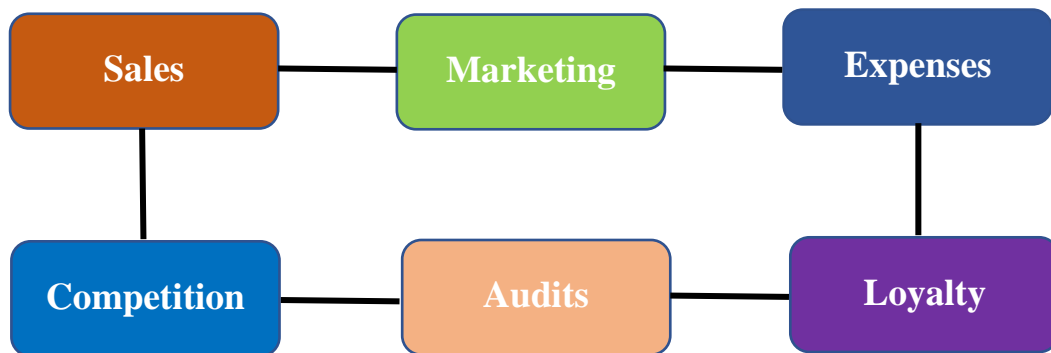 Sales
Marketing
Expenses
Competition
Audits
Loyalty